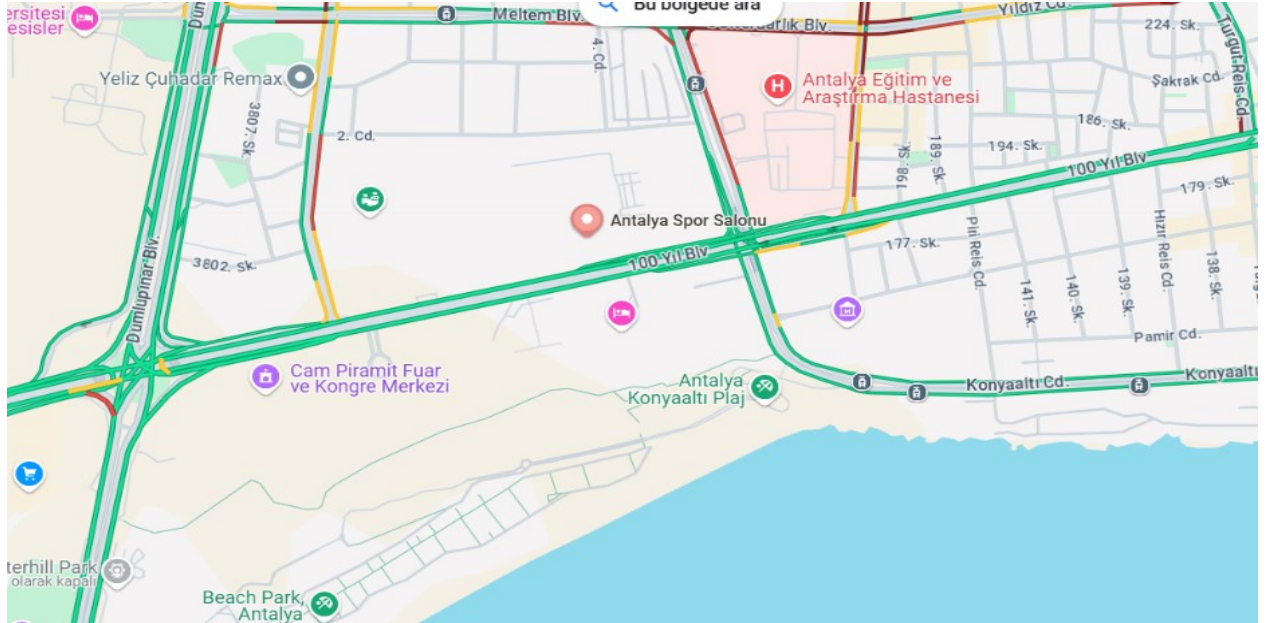 Bu bölgede ara
ersitesi
esisler
Meltem Blv.
darlık Blv.
Yıldız Cd.
224. Sk.
Turgut Reis Cd.
Yeliz Çuhadar Remax
4. Cd.
Antalya Eğitim ve
Araştırma Hastanesi
Şakrak Cd.
3807. Sk.
2. Cd.
186. Sk.
194. Sk.
189. Sk.
198. Sk.
100 Yıl Blv
179. Sk.
Antalya Spor Salonu
Dumlupınar Blv.
3802. Sk.
100 Yıl Blv
177. Sk.
Piri Reis Cd.
Hızır Reis Cd.
138. Sk.
141. Sk.
140. Sk.
139. Sk.
Pamir Cd.
Cam Piramit Fuar
ve Kongre Merkezi
Antalya
Konyaaltı Plaj
Konyaaltı Cd.
Konyaaltı
terhill Park
olarak kapalı
Beach Park,
Antalya